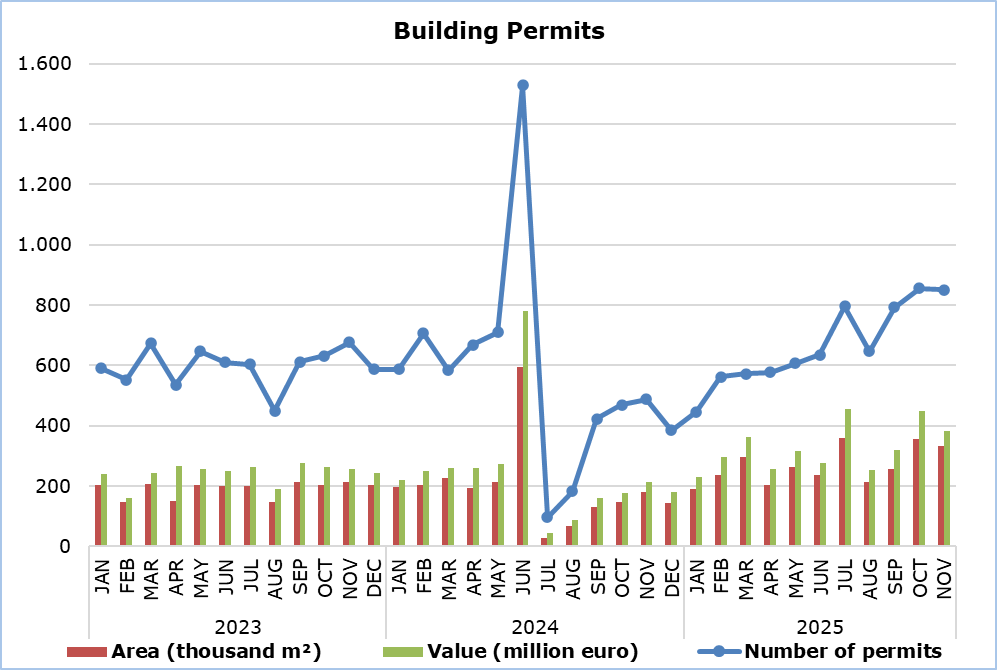 Building Permits
1.600
1.400
1.200
1.000
800
600
400
200
0
JAN FEB MAR APR MAY JUN JUL AUG SEP OCT NOV DEC JAN FEB MAR APR MAY JUN JUL AUG SEP OCT NOV DEC JAN FEB MAR APR MAY JUN JUL AUG SEP OCT NOV
2023 2024 2025
Area (thousand m²) Value (million euro) Number of permits